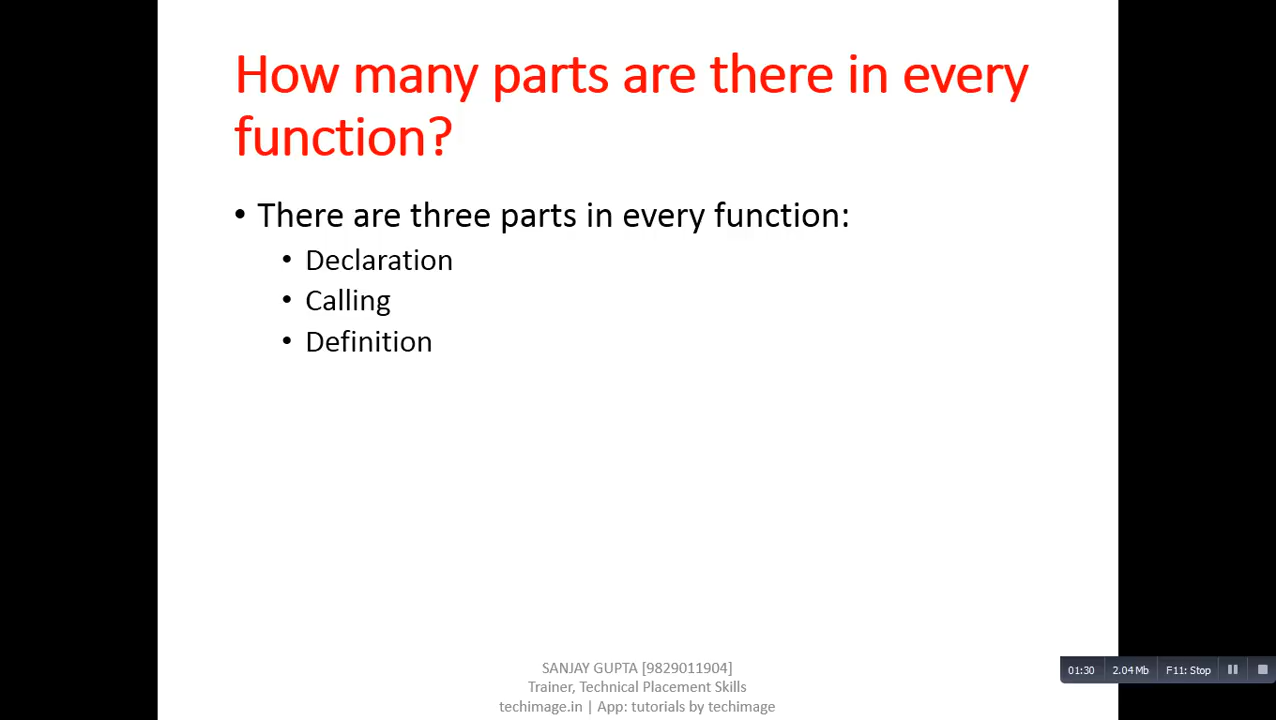 How many parts are there in every
function?
• There are three parts in every function:
• Declaration
• Calling
• Definition
SANJAY GUPTA [9829011904]
Trainer, Technical Placement Skills
techimage.in | App: tutorials by techimage
01:30 2.04 Mb F11: Stop